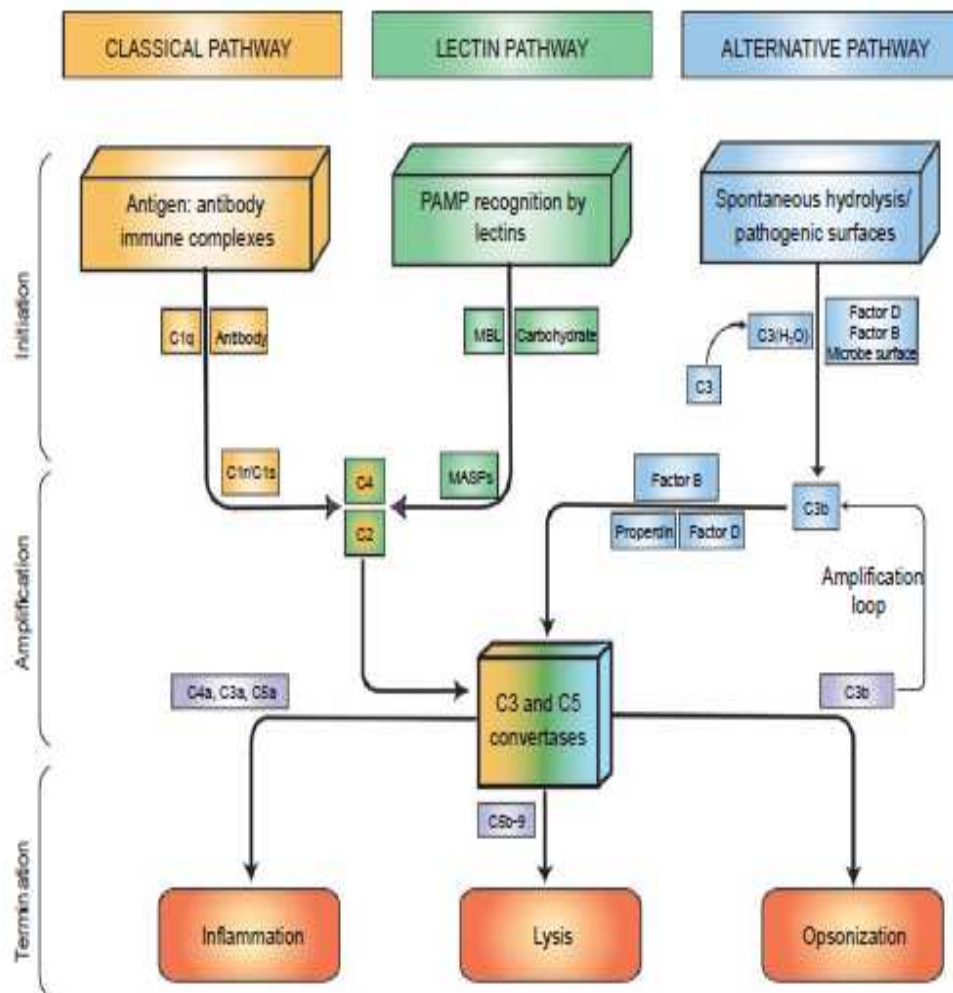 CLASSICAL PATHWAY
LECTIN PATHWAY
ALTERNATIVE PATHWAY
Initiation
Antigen: antibody
immune complexes
PAMP recognition by
lectins
Spontaneous hydrolysis/
pathogenic surfaces
C1q
Antibody
MBL
Carbohydrate
C3(H₂O)
Factor D
Factor B
Microbe surface
C3
Amplification
C1r/C1s
C4
C2
MASPs
Factor B
Properdin
Factor D
C3b
Amplification
loop
C4a, C3a, C5a
C3 and C5
convertases
C3b
Termination
C5b-9
Inflammation
Lysis
Opsonization